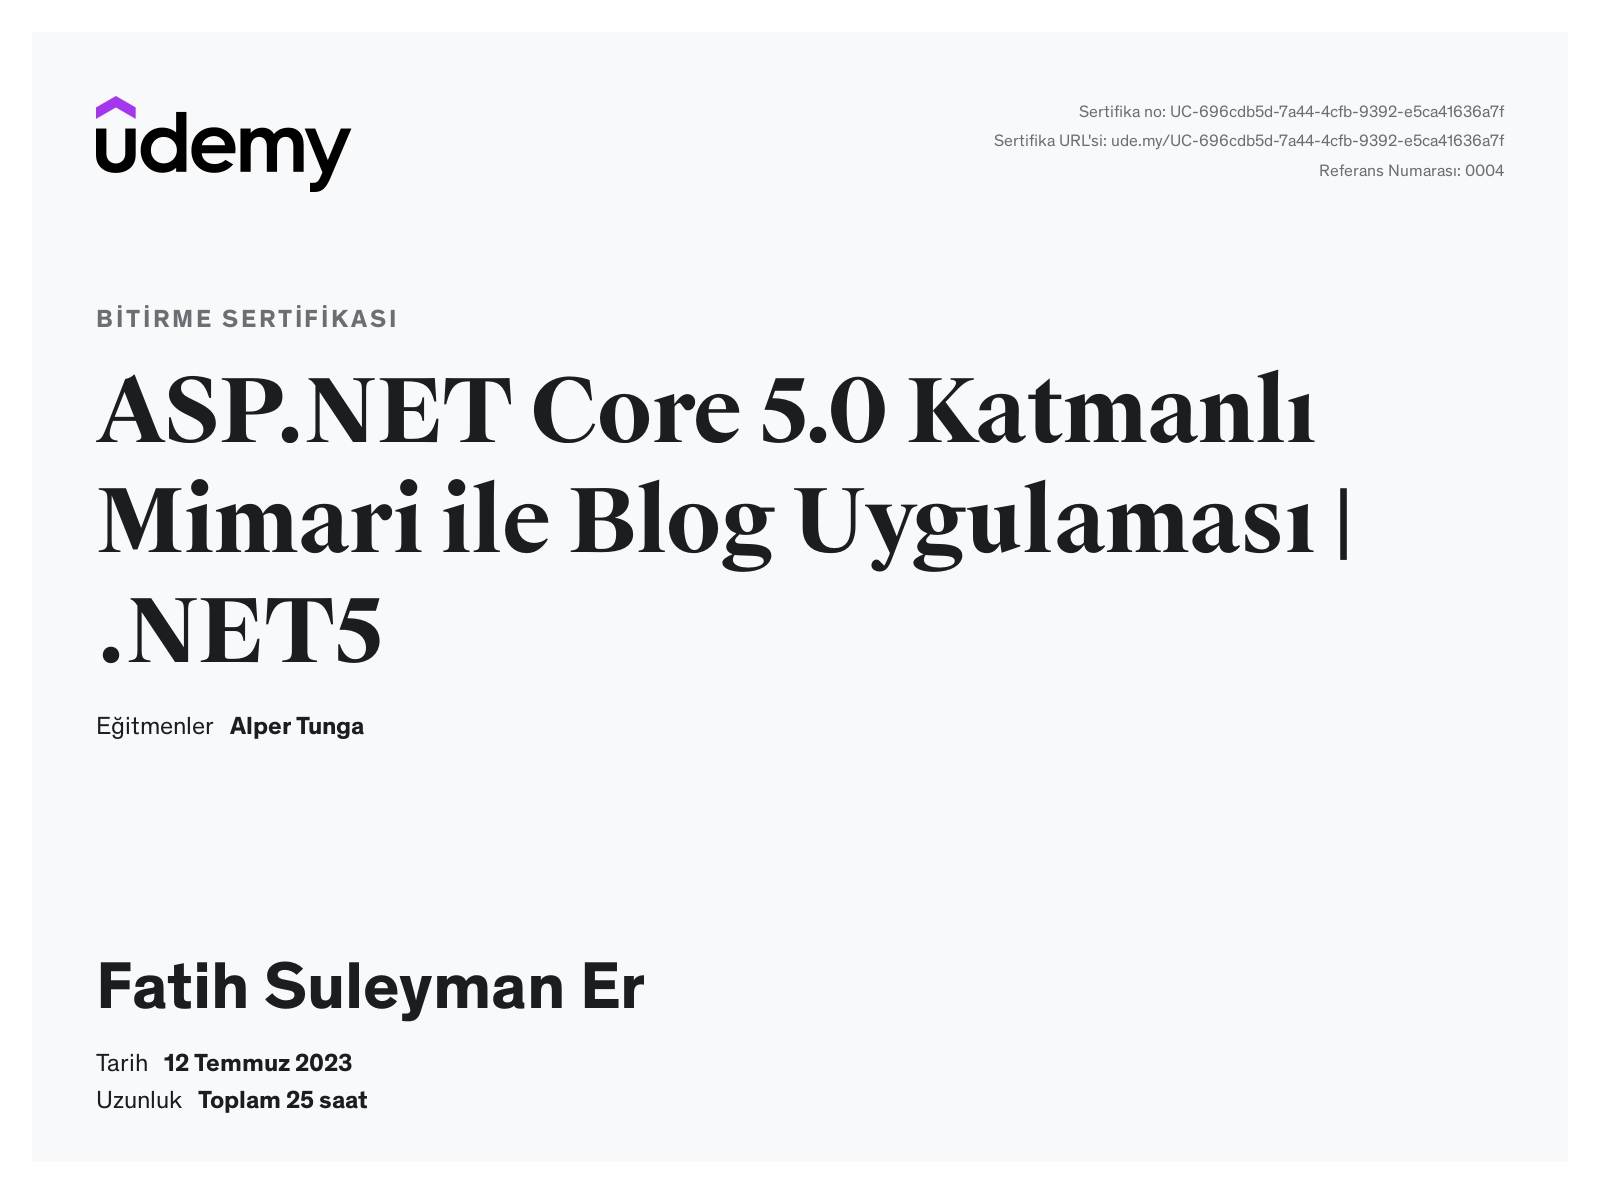 udemy
Sertifika no: UC-696cdb5d-7a44-4cfb-9392-e5ca41636a7f
Sertifika URL'si: ude.my/UC-696cdb5d-7a44-4cfb-9392-e5ca41636a7f
Referans Numarası: 0004
BİTİRME SERTİFİKASI
ASP.NET Core 5.0 Katmanlı
Mimari ile Blog Uygulaması |
.NET5
Eğitmenler Alper Tunga
Fatih Suleyman Er
Tarih 12 Temmuz 2023
Uzunluk Toplam 25 saat